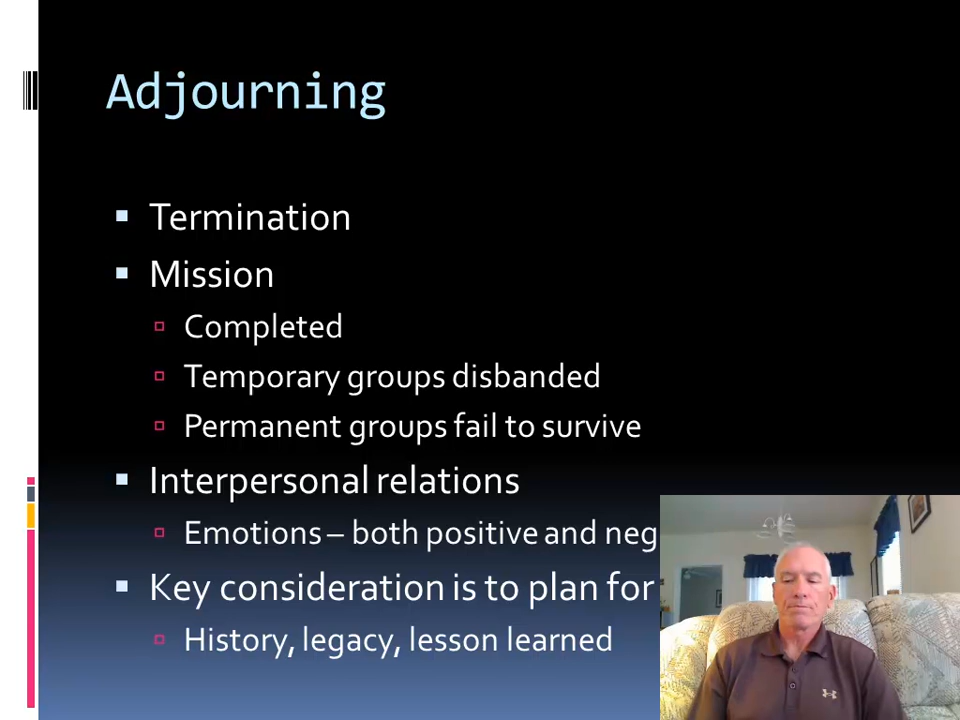 Adjourning
Termination
Mission
Completed
Temporary groups disbanded
Permanent groups fail to survive
Interpersonal relations
Emotions – both positive and neg
Key consideration is to plan for
History, legacy, lesson learned